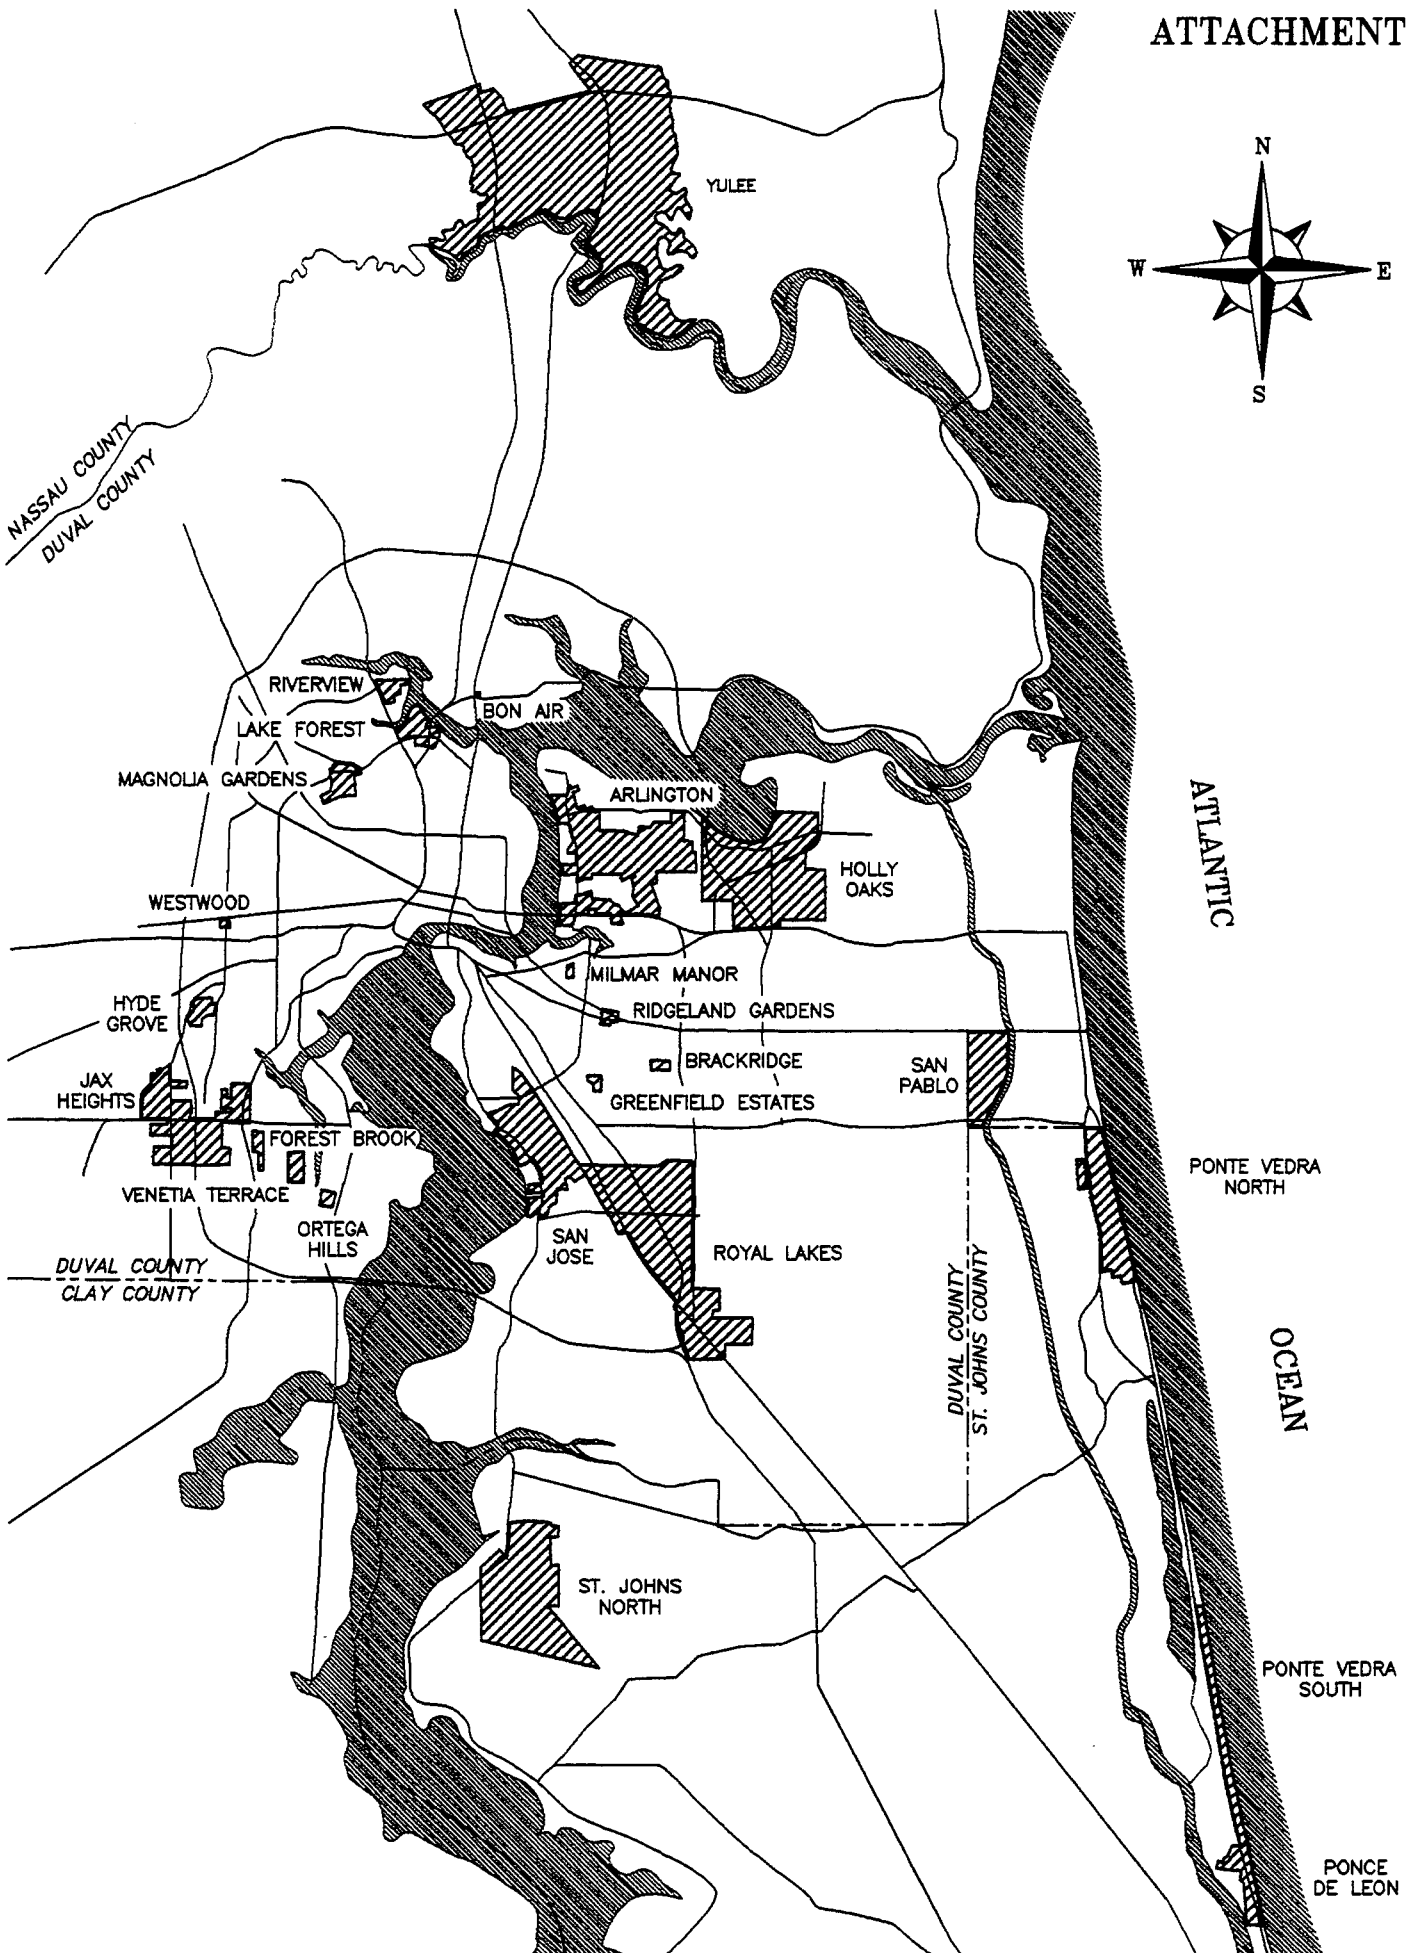 ATTACHMENT
N
YULEE
W
E
S
NASSAU COUNTY
DUVAL COUNTY
RIVERVIEW
BON AIR
LAKE FOREST
MAGNOLIA GARDENS
ARLINGTON
ATLANTIC
HOLLY
OAKS
WESTWOOD
MILMAR MANOR
HYDE
GROVE
RIDGELAND GARDENS
BRACKRIDGE
SAN
PABLO
JAX
HEIGHTS
GREENFIELD ESTATES
FOREST BROOK
PONTE VEDRA
NORTH
VENETIA TERRACE
ORTEGA
HILLS
SAN
JOSE
ROYAL LAKES
DUVAL COUNTY
CLAY COUNTY
DUVAL COUNTY
ST. JOHNS COUNTY
OCEAN
ST. JOHNS
NORTH
PONTE VEDRA
SOUTH
PONCE
DE LEON